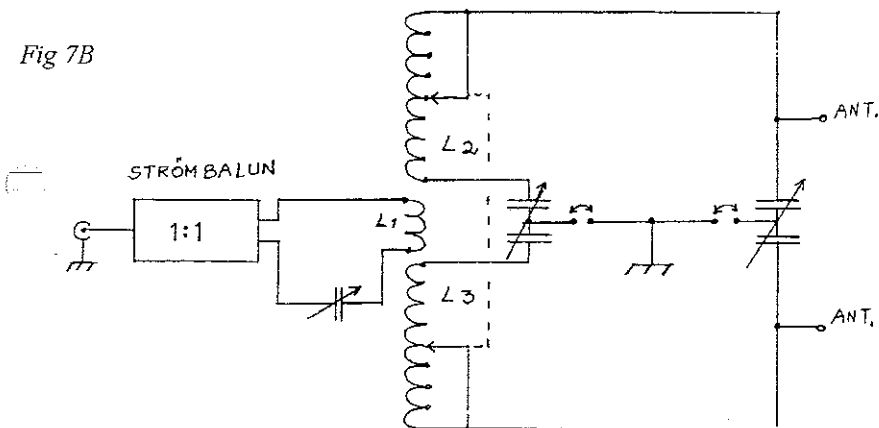 Fig 7B
ANT.
L2
STRÖMBALUN
1:1
L1
L3
ANT.